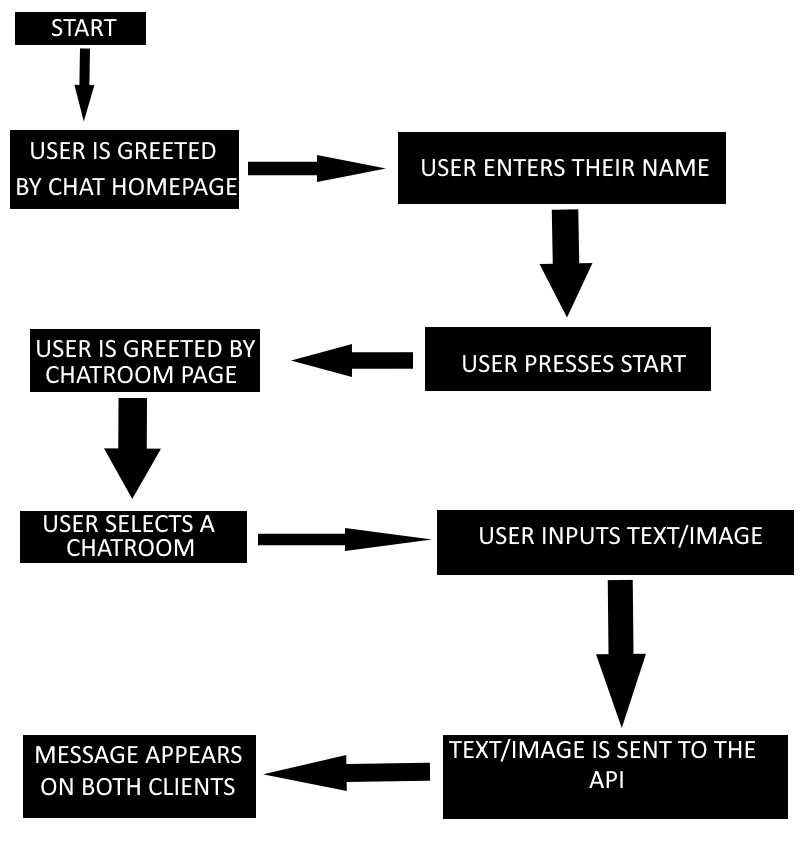 START
USER IS GREETED
BY CHAT HOMEPAGE
USER ENTERS THEIR NAME
USER PRESSES START
USER IS GREETED BY
CHATROOM PAGE
USER SELECTS A
CHATROOM
USER INPUTS TEXT/IMAGE
TEXT/IMAGE IS SENT TO THE
API
MESSAGE APPEARS
ON BOTH CLIENTS